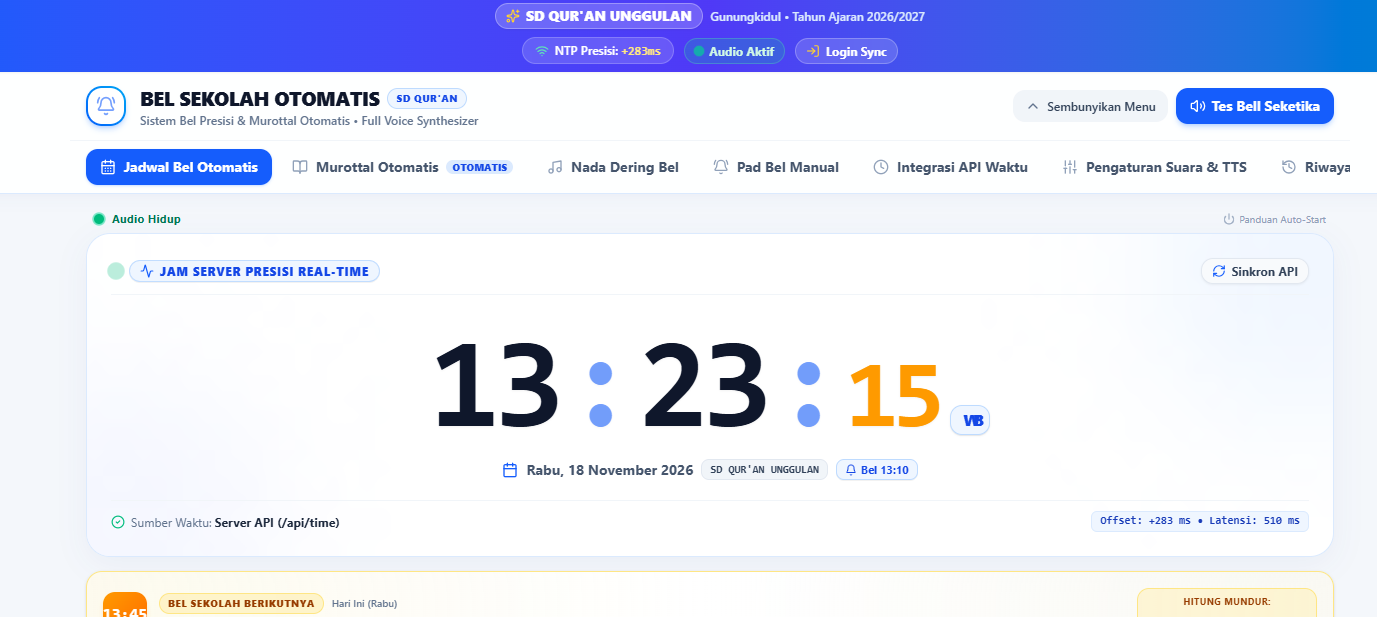 SD QUR'AN UNGGULAN Gunungkidul • Tahun Ajaran 2026/2027
NTP Presisi: +283ms Audio Aktif Login Sync
BEL SEKOLAH OTOMATIS SD QUR'AN
Sistem Bel Presisi & Murottal Otomatis • Full Voice Synthesizer
Sembunyikan Menu Tes Bell Seketika
Jadwal Bel Otomatis Murottal Otomatis OTOMATIS Nada Dering Bel Pad Bel Manual Integrasi API Waktu Pengaturan Suara & TTS Riwaya
Audio Hidup Panduan Auto-Start
JAM SERVER PRESISI REAL-TIME Sinkron API
13:23:15 WIB
Rabu, 18 November 2026 SD QUR'AN UNGGULAN Bel 13:10
Sumber Waktu: Server API (/api/time) Offset: +283 ms • Latensi: 510 ms
13:45 BEL SEKOLAH BERIKUTNYA Hari Ini (Rabu) HITUNG MUNDUR: